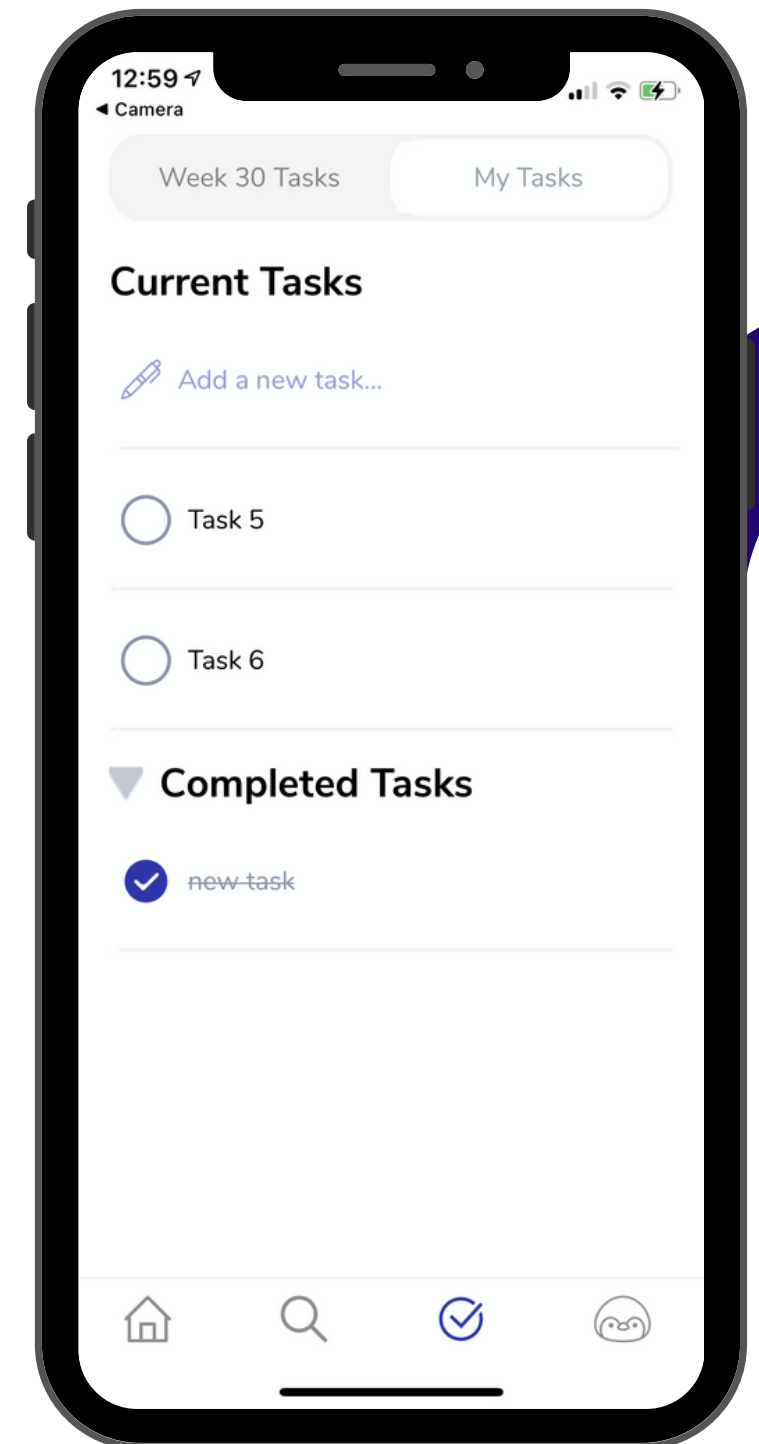 12:59
◀ Camera
Week 30 Tasks
My Tasks
Current Tasks
Add a new task...
Task 5
Task 6
Completed Tasks
new task